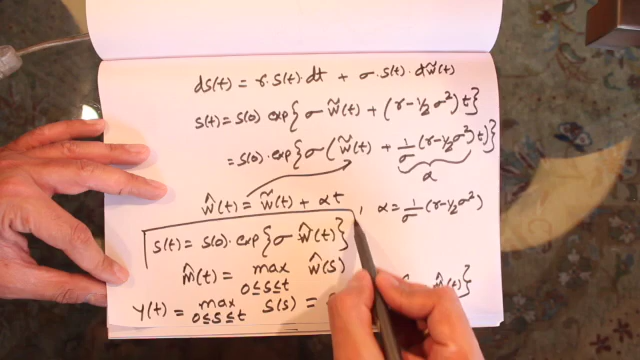 dS(t) = r·S(t)·dt + σ·S(t)·dW̃(t)
S(t) = S(0) exp{σ W̃(t) + (r-½σ²)t}
= S(0)·exp{σ(W̃(t) + 1/σ (r-½σ²)t)}
α
Ŵ(t) = W̃(t) + αt , α = 1/σ (r-½σ²)
S(t) = S(0)·exp{σ Ŵ(t)}
M̂(t) = max 0≤s≤t Ŵ(s)
Y(t) = max 0≤s≤t S(s) = M̂(t)}